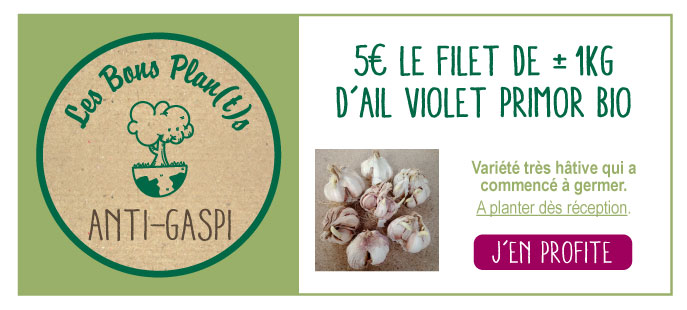 Les Bons Plan(t)s
ANTI-GASPI
5€ LE FILET DE ± 1KG
D'AIL VIOLET PRIMOR BIO
Variété très hâtive qui a
commencé à germer.
A planter dès réception.
J'EN PROFITE